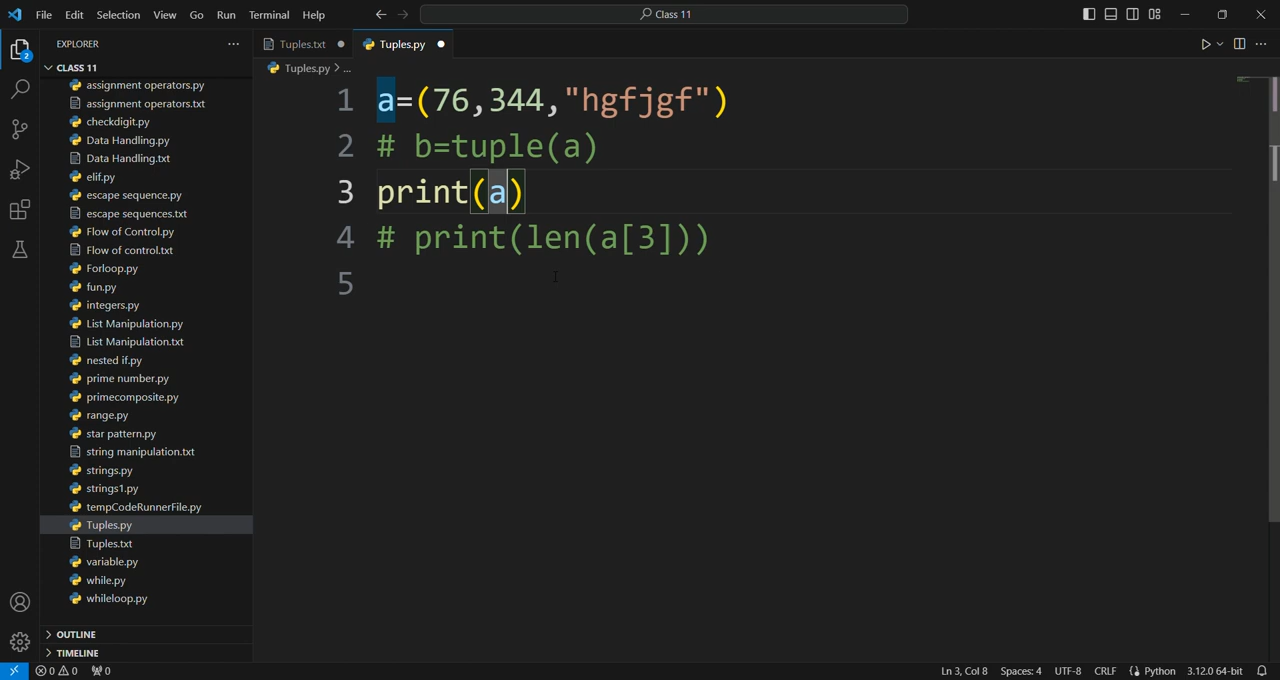 File Edit Selection View Go Run Terminal Help
Class 11
EXPLORER
Tuples.txt
Tuples.py
2
CLASS 11
Tuples.py > ...
assignment operators.py
assignment operators.txt
checkdigit.py
Data Handling.py
Data Handling.txt
elif.py
escape sequence.py
escape sequences.txt
Flow of Control.py
Flow of control.txt
Forloop.py
fun.py
integers.py
List Manipulation.py
List Manipulation.txt
nested if.py
prime number.py
primecomposite.py
range.py
star pattern.py
string manipulation.txt
strings.py
strings1.py
tempCodeRunnerFile.py
Tuples.py
Tuples.txt
variable.py
while.py
whileloop.py
OUTLINE
TIMELINE
1 a=(76,344,"hgfjgf")
2 # b=tuple(a)
3 print(a)
4 # print(len(a[3]))
5
0 0 0
Ln 3, Col 8 Spaces: 4 UTF-8 CRLF Python 3.12.0 64-bit